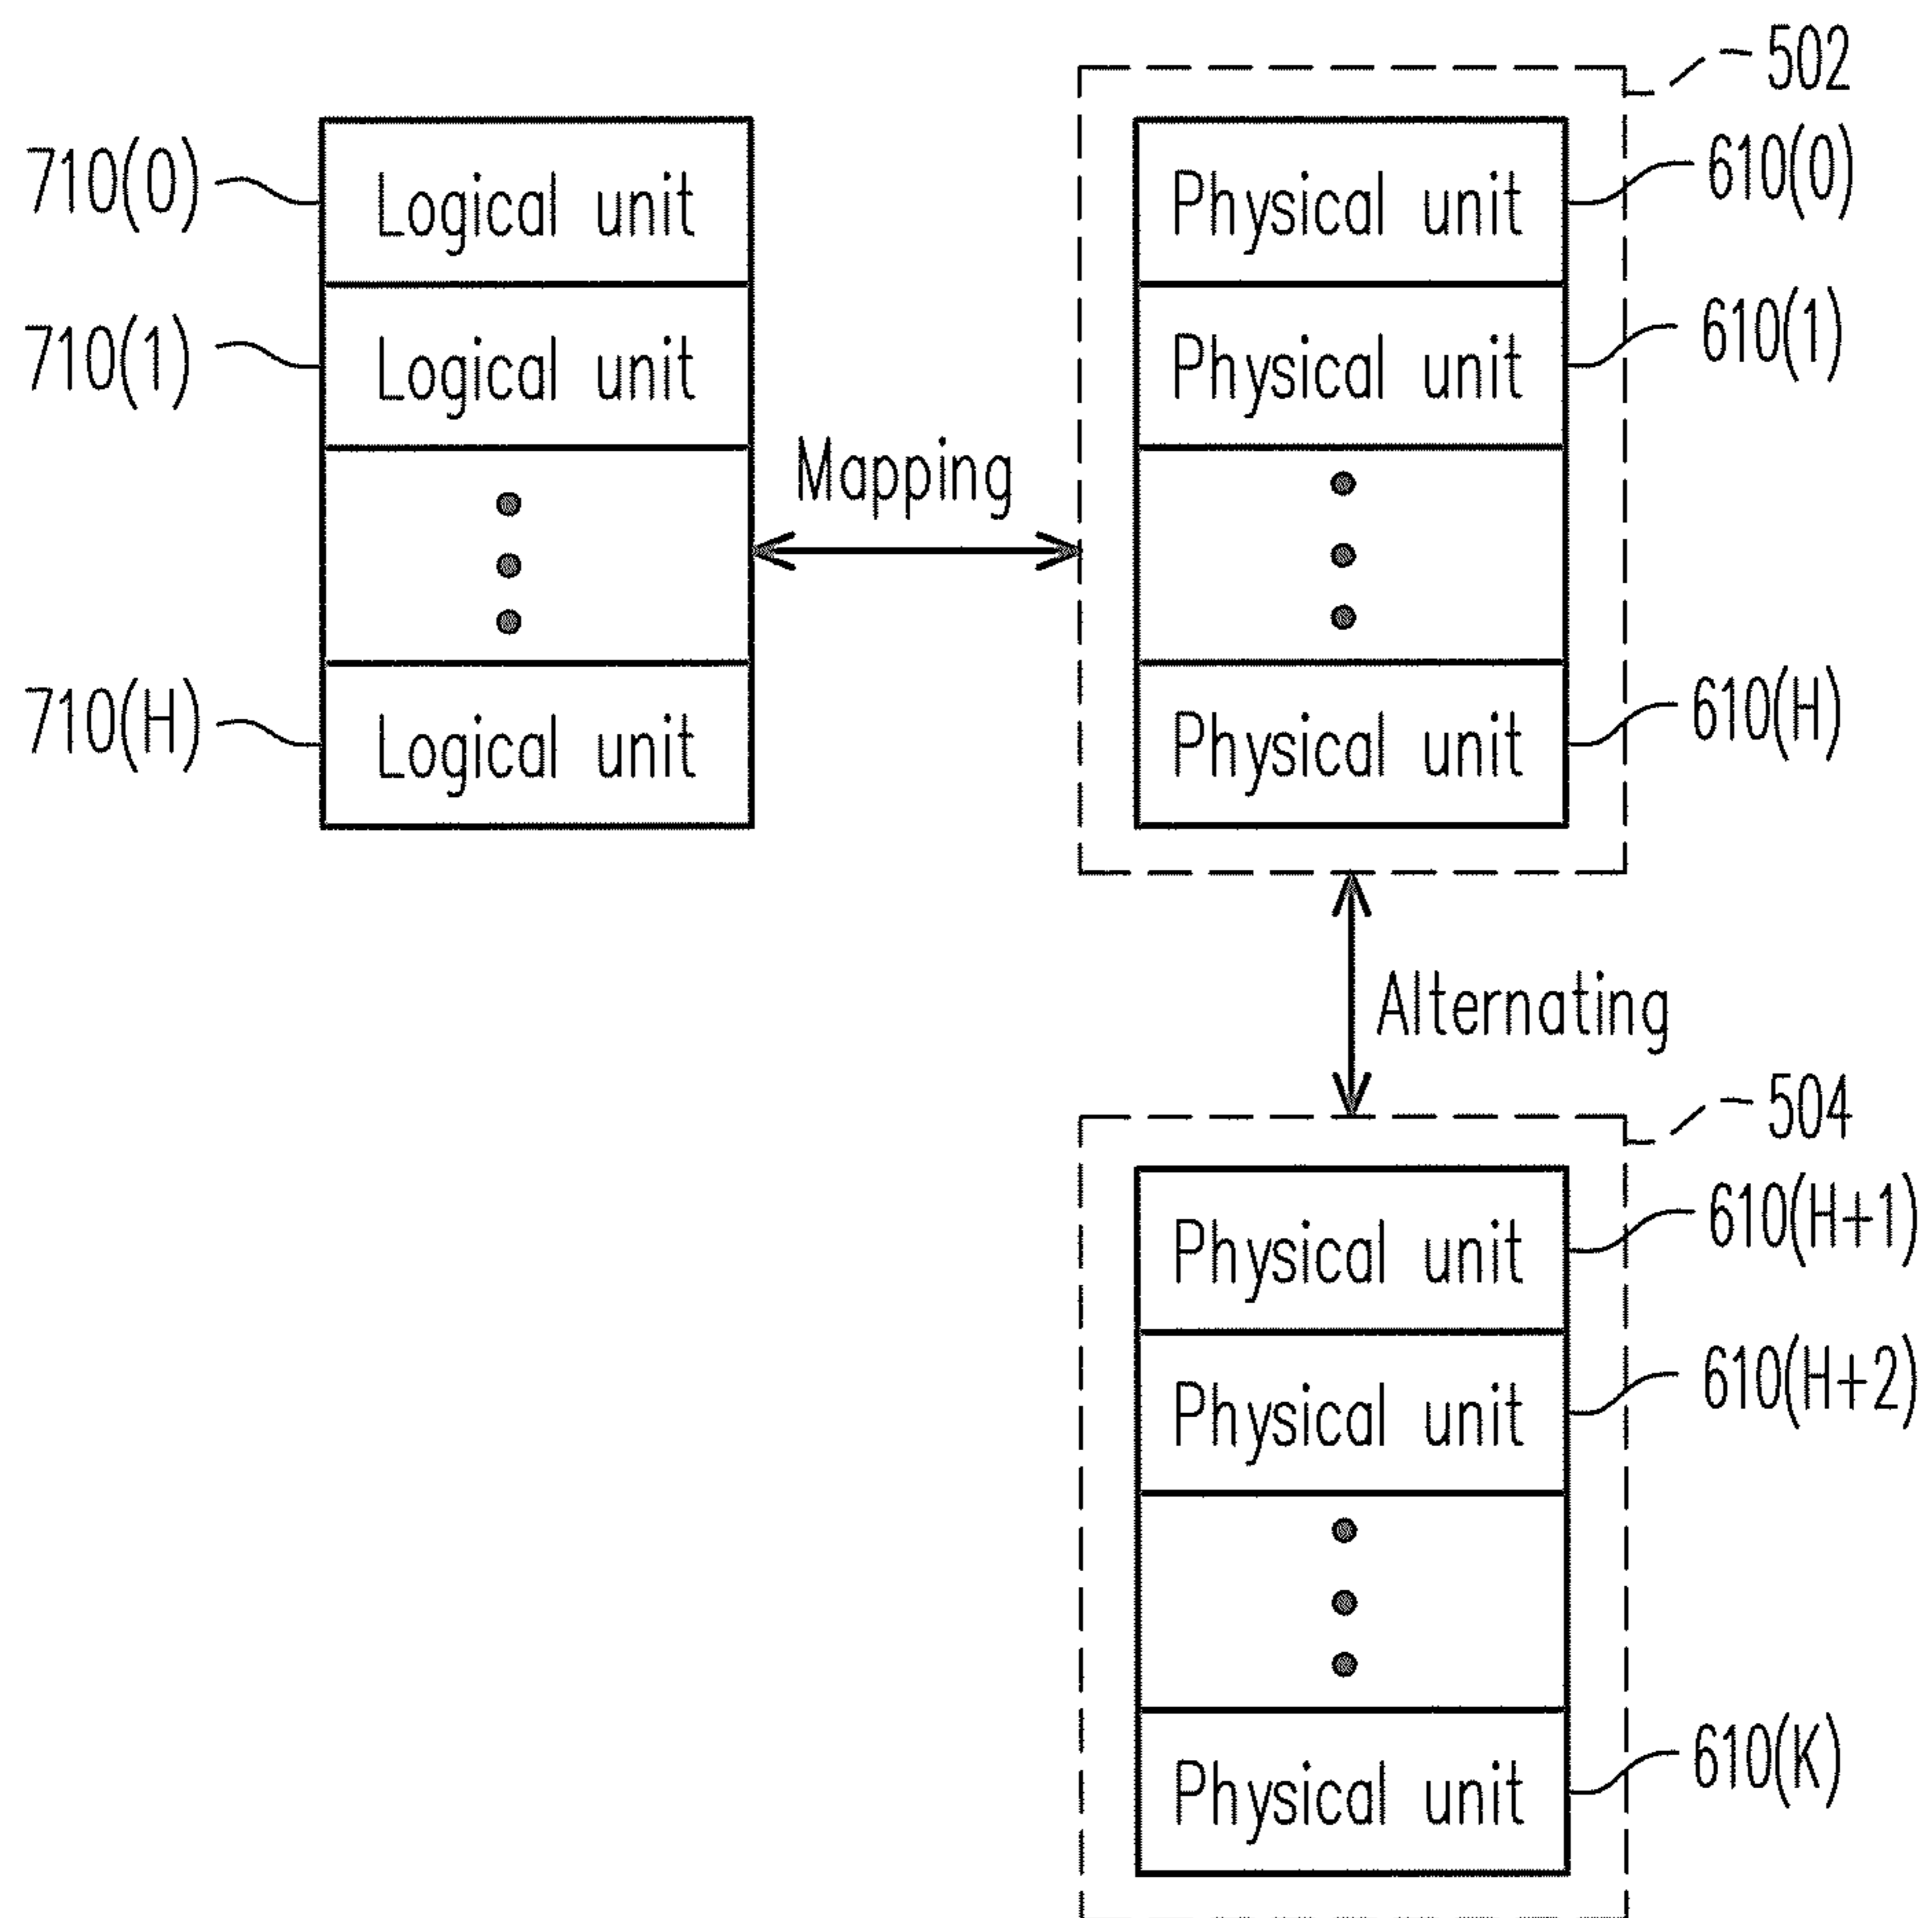 502
710(0)
Logical unit
Physical unit
610(0)
710(1)
Logical unit
Physical unit
610(1)
Mapping
710(H)
Logical unit
Physical unit
610(H)
Alternating
504
Physical unit
610(H+1)
Physical unit
610(H+2)
Physical unit
610(K)